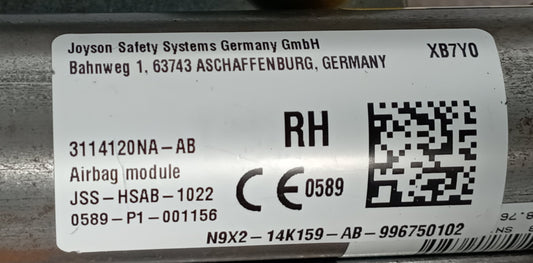 Joyson Safety Systems Germany GmbH XB7Y0
Bahnweg 1, 63743 ASCHAFFENBURG, GERMANY
RH
3114120NA-AB
Airbag module
JSS-HSAB-1022
0589-P1-001156
CE 0589
N9X2-14K159-AB-996750102
SN: